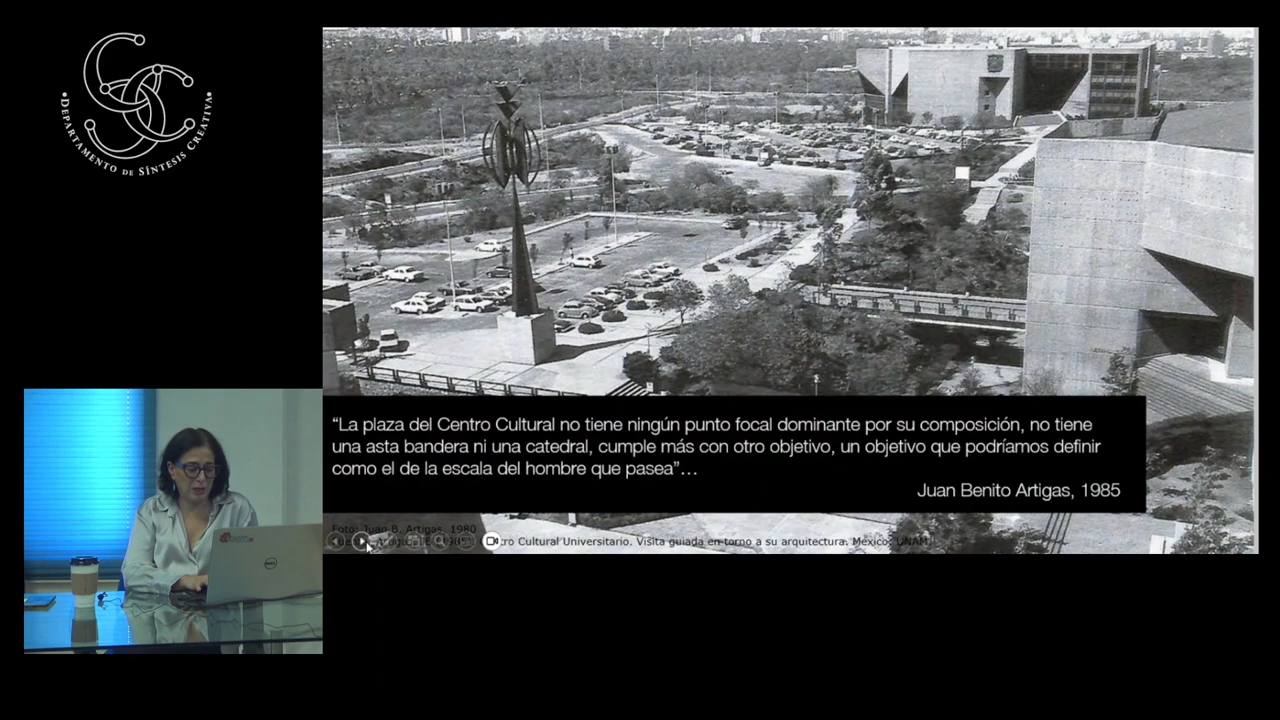 DEPARTAMENTO DE SÍNTESIS CREATIVA
“La plaza del Centro Cultural no tiene ningún punto focal dominante por su composición, no tiene
una asta bandera ni una catedral, cumple más con otro objetivo, un objetivo que podríamos definir
como el de la escala del hombre que pasea”…
Juan Benito Artigas, 1985
Foto: Juan B. Artigas, 1980
Cultural Universitario. Visita guiada en torno a su arquitectura. México: UNAM.
DELL